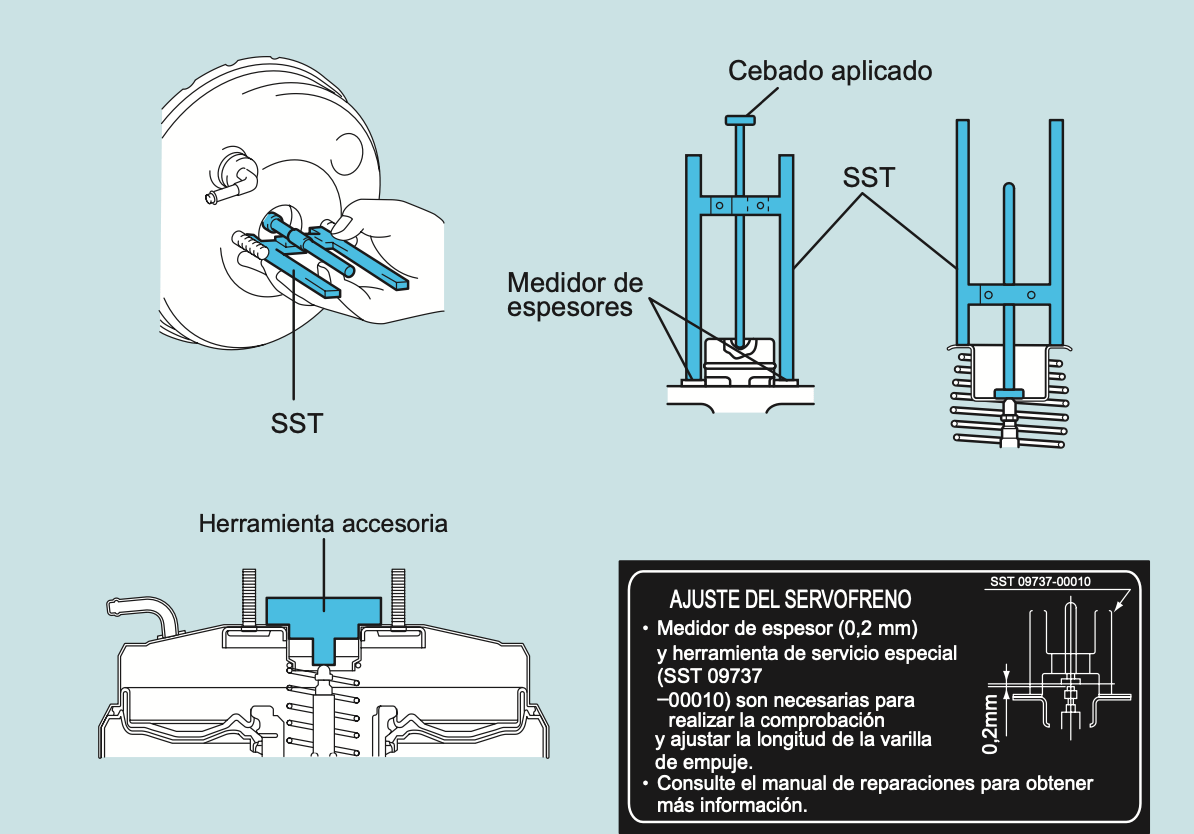 Cebado aplicado
SST
Medidor de
espesores
SST
Herramienta accesoria
SST 09737-00010
AJUSTE DEL SERVOFRENO
• Medidor de espesor (0,2 mm)
y herramienta de servicio especial
(SST 09737
–00010) son necesarias para
realizar la comprobación
y ajustar la longitud de la varilla
de empuje.
• Consulte el manual de reparaciones para obtener
más información.
0,2mm